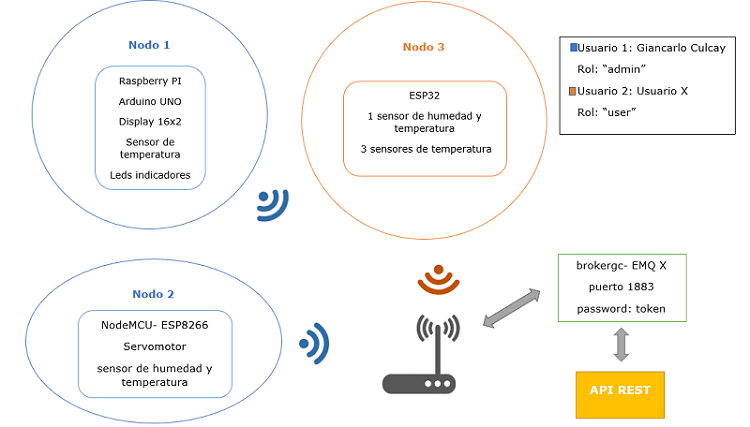 Nodo 1
Raspberry PI
Arduino UNO
Display 16x2
Sensor de
temperatura
Leds indicadores
Nodo 3
ESP32
1 sensor de humedad y
temperatura
3 sensores de temperatura
Usuario 1: Giancarlo Culcay
Rol: “admin”
Usuario 2: Usuario X
Rol: “user”
Nodo 2
NodeMCU- ESP8266
Servomotor
sensor de humedad y
temperatura
brokergc- EMQ X
puerto 1883
password: token
API REST